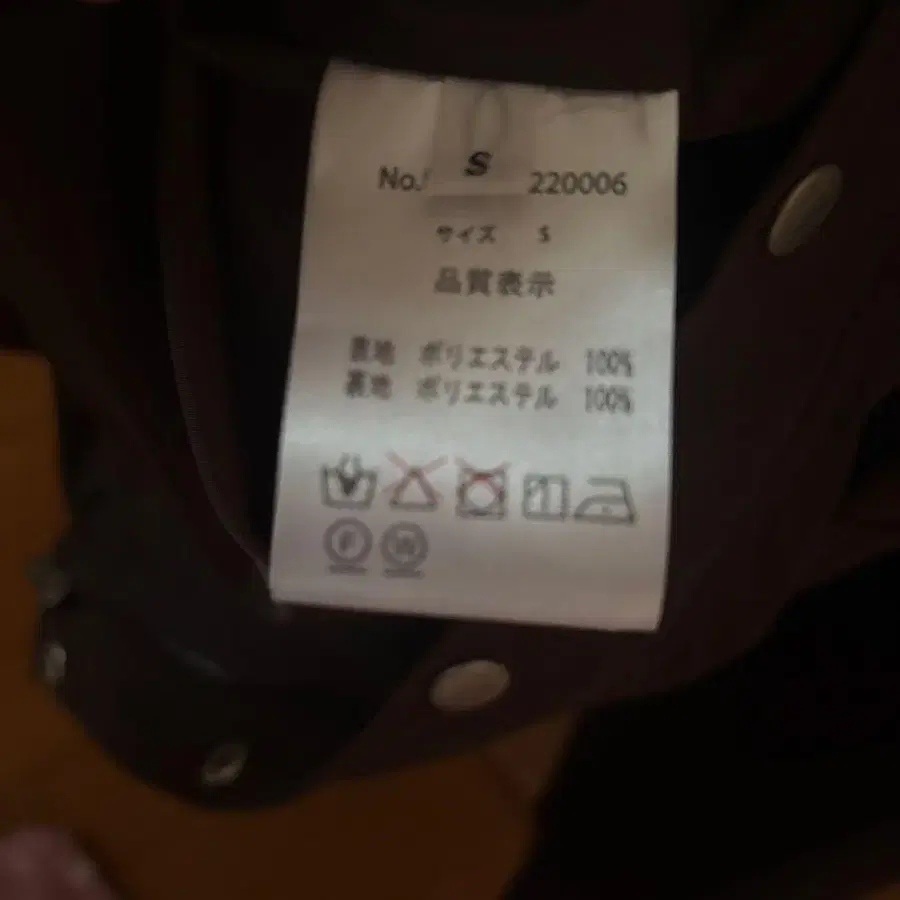 S
No. 220006
サイズ S
品質表示
表地 ポリエステル 100%
裏地 ポリエステル 100%
F W